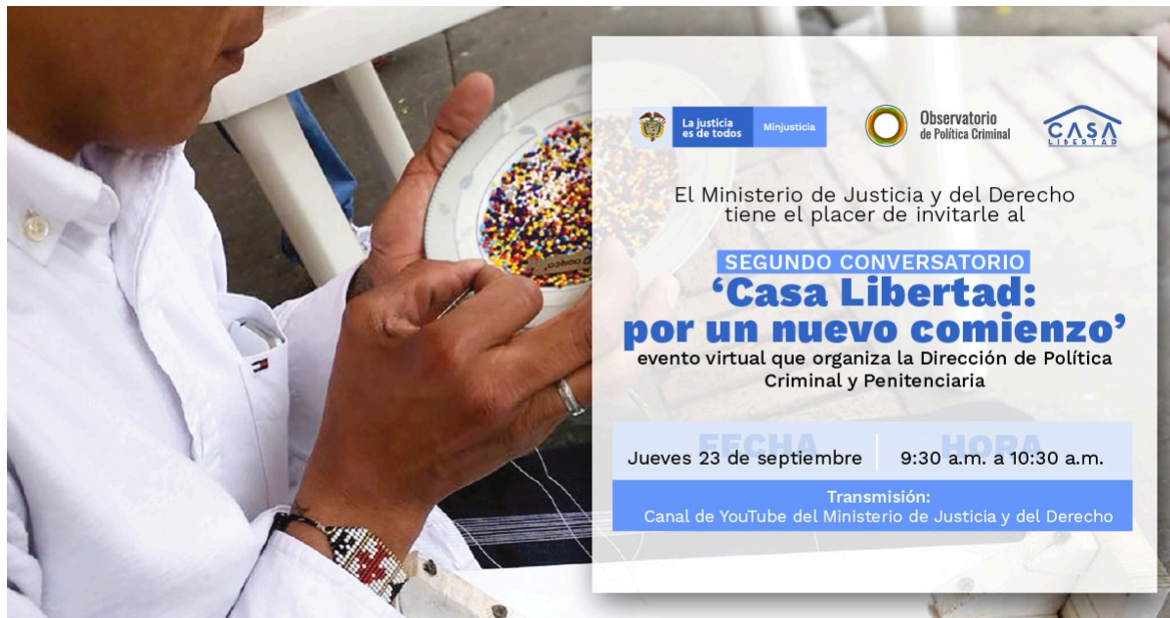 La justicia
es de todos
Minjusticia
Observatorio
de Política Criminal
CASA
LIBERTAD
El Ministerio de Justicia y del Derecho
tiene el placer de invitarle al
SEGUNDO CONVERSATORIO
‘Casa Libertad:
por un nuevo comienzo’
evento virtual que organiza la Dirección de Política
Criminal y Penitenciaria
FECHA HORA
Jueves 23 de septiembre 9:30 a.m. a 10:30 a.m.
Transmisión:
Canal de YouTube del Ministerio de Justicia y del Derecho